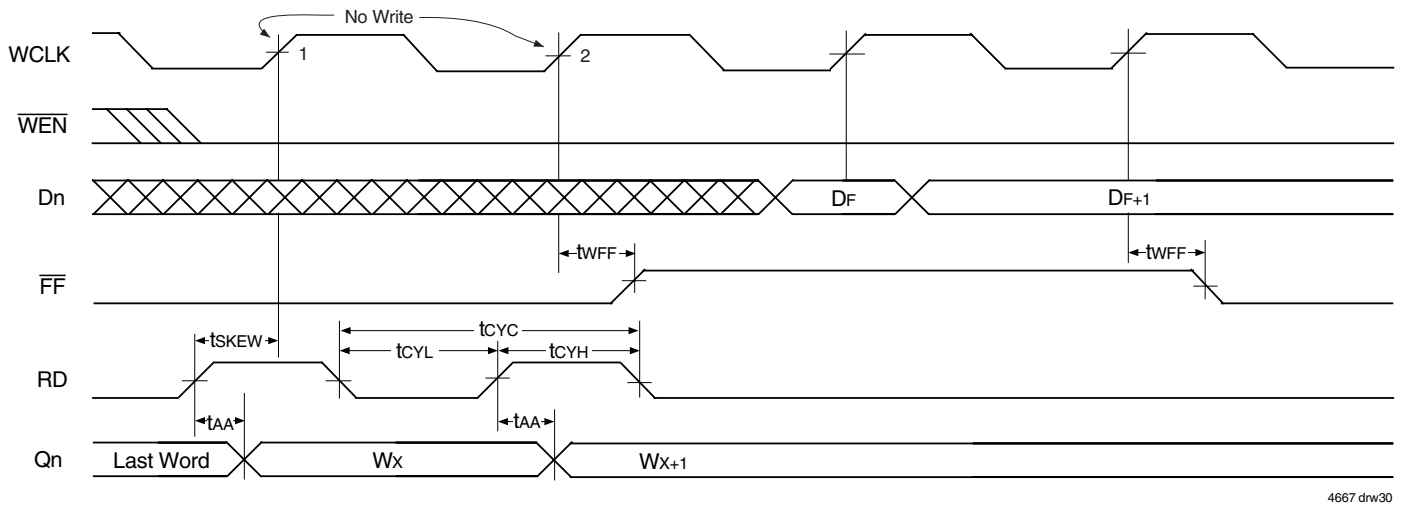 No Write
WCLK
1
2
WEN
Dn
DF
DF+1
tWFF
tWFF
FF
tCYC
tSKEW
tCYL
tCYH
RD
tAA
tAA
Qn
Last Word
WX
WX+1
4667 drw30